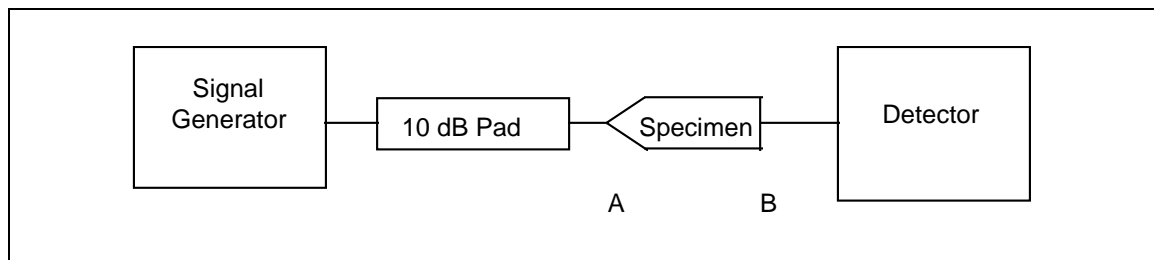 Signal
Generator
10 dB Pad
Specimen
Detector
A
B